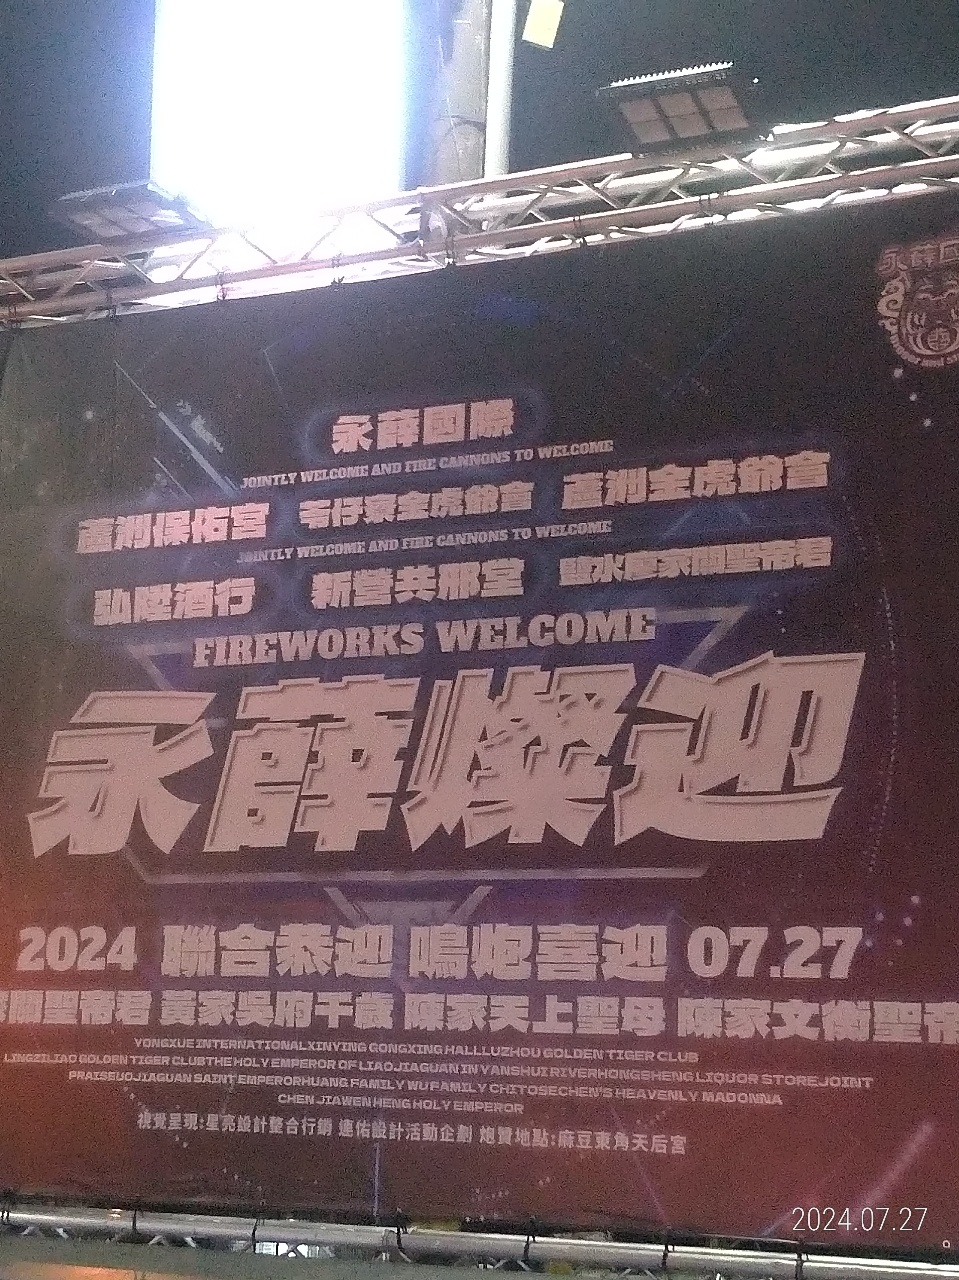 永薛國際
JOINTLY WELCOME AND FIRE CANNONS TO WELCOME
蘆洲保佑宮 苓仔寮金虎爺會 蘆洲金虎爺會
JOINTLY WELCOME AND FIRE CANNONS TO WELCOME
弘陞酒行 新營共邢堂 鹽水廖家關聖帝君
FIREWORKS WELCOME
永薛燦迎
2024 聯合恭迎 鳴炮喜迎 07.27
關聖帝君 黃家吳府千歲 陳家天上聖母 陳家文衡聖帝
YONGXUE INTERNATIONALXINYING GONGXING HALLLUZHOU GOLDEN TIGER CLUB
LINGZILIAO GOLDEN TIGER CLUBTHE HOLY EMPEROR OF LIAOJIAGUAN IN YANSHUI RIVERHONGSHENG LIQUOR STOREJOINT
PRAISEUOJIAGUAN SAINT EMPERORHUANG FAMILY WU FAMILY CHITOSECHEN'S HEAVENLY MADONNA
CHEN JIAWENHENG HOLY EMPEROR
視覺呈現:星亮設計整合行銷 連佑設計活動企劃 炮贊地點:麻豆東角天后宮
2024.07.27